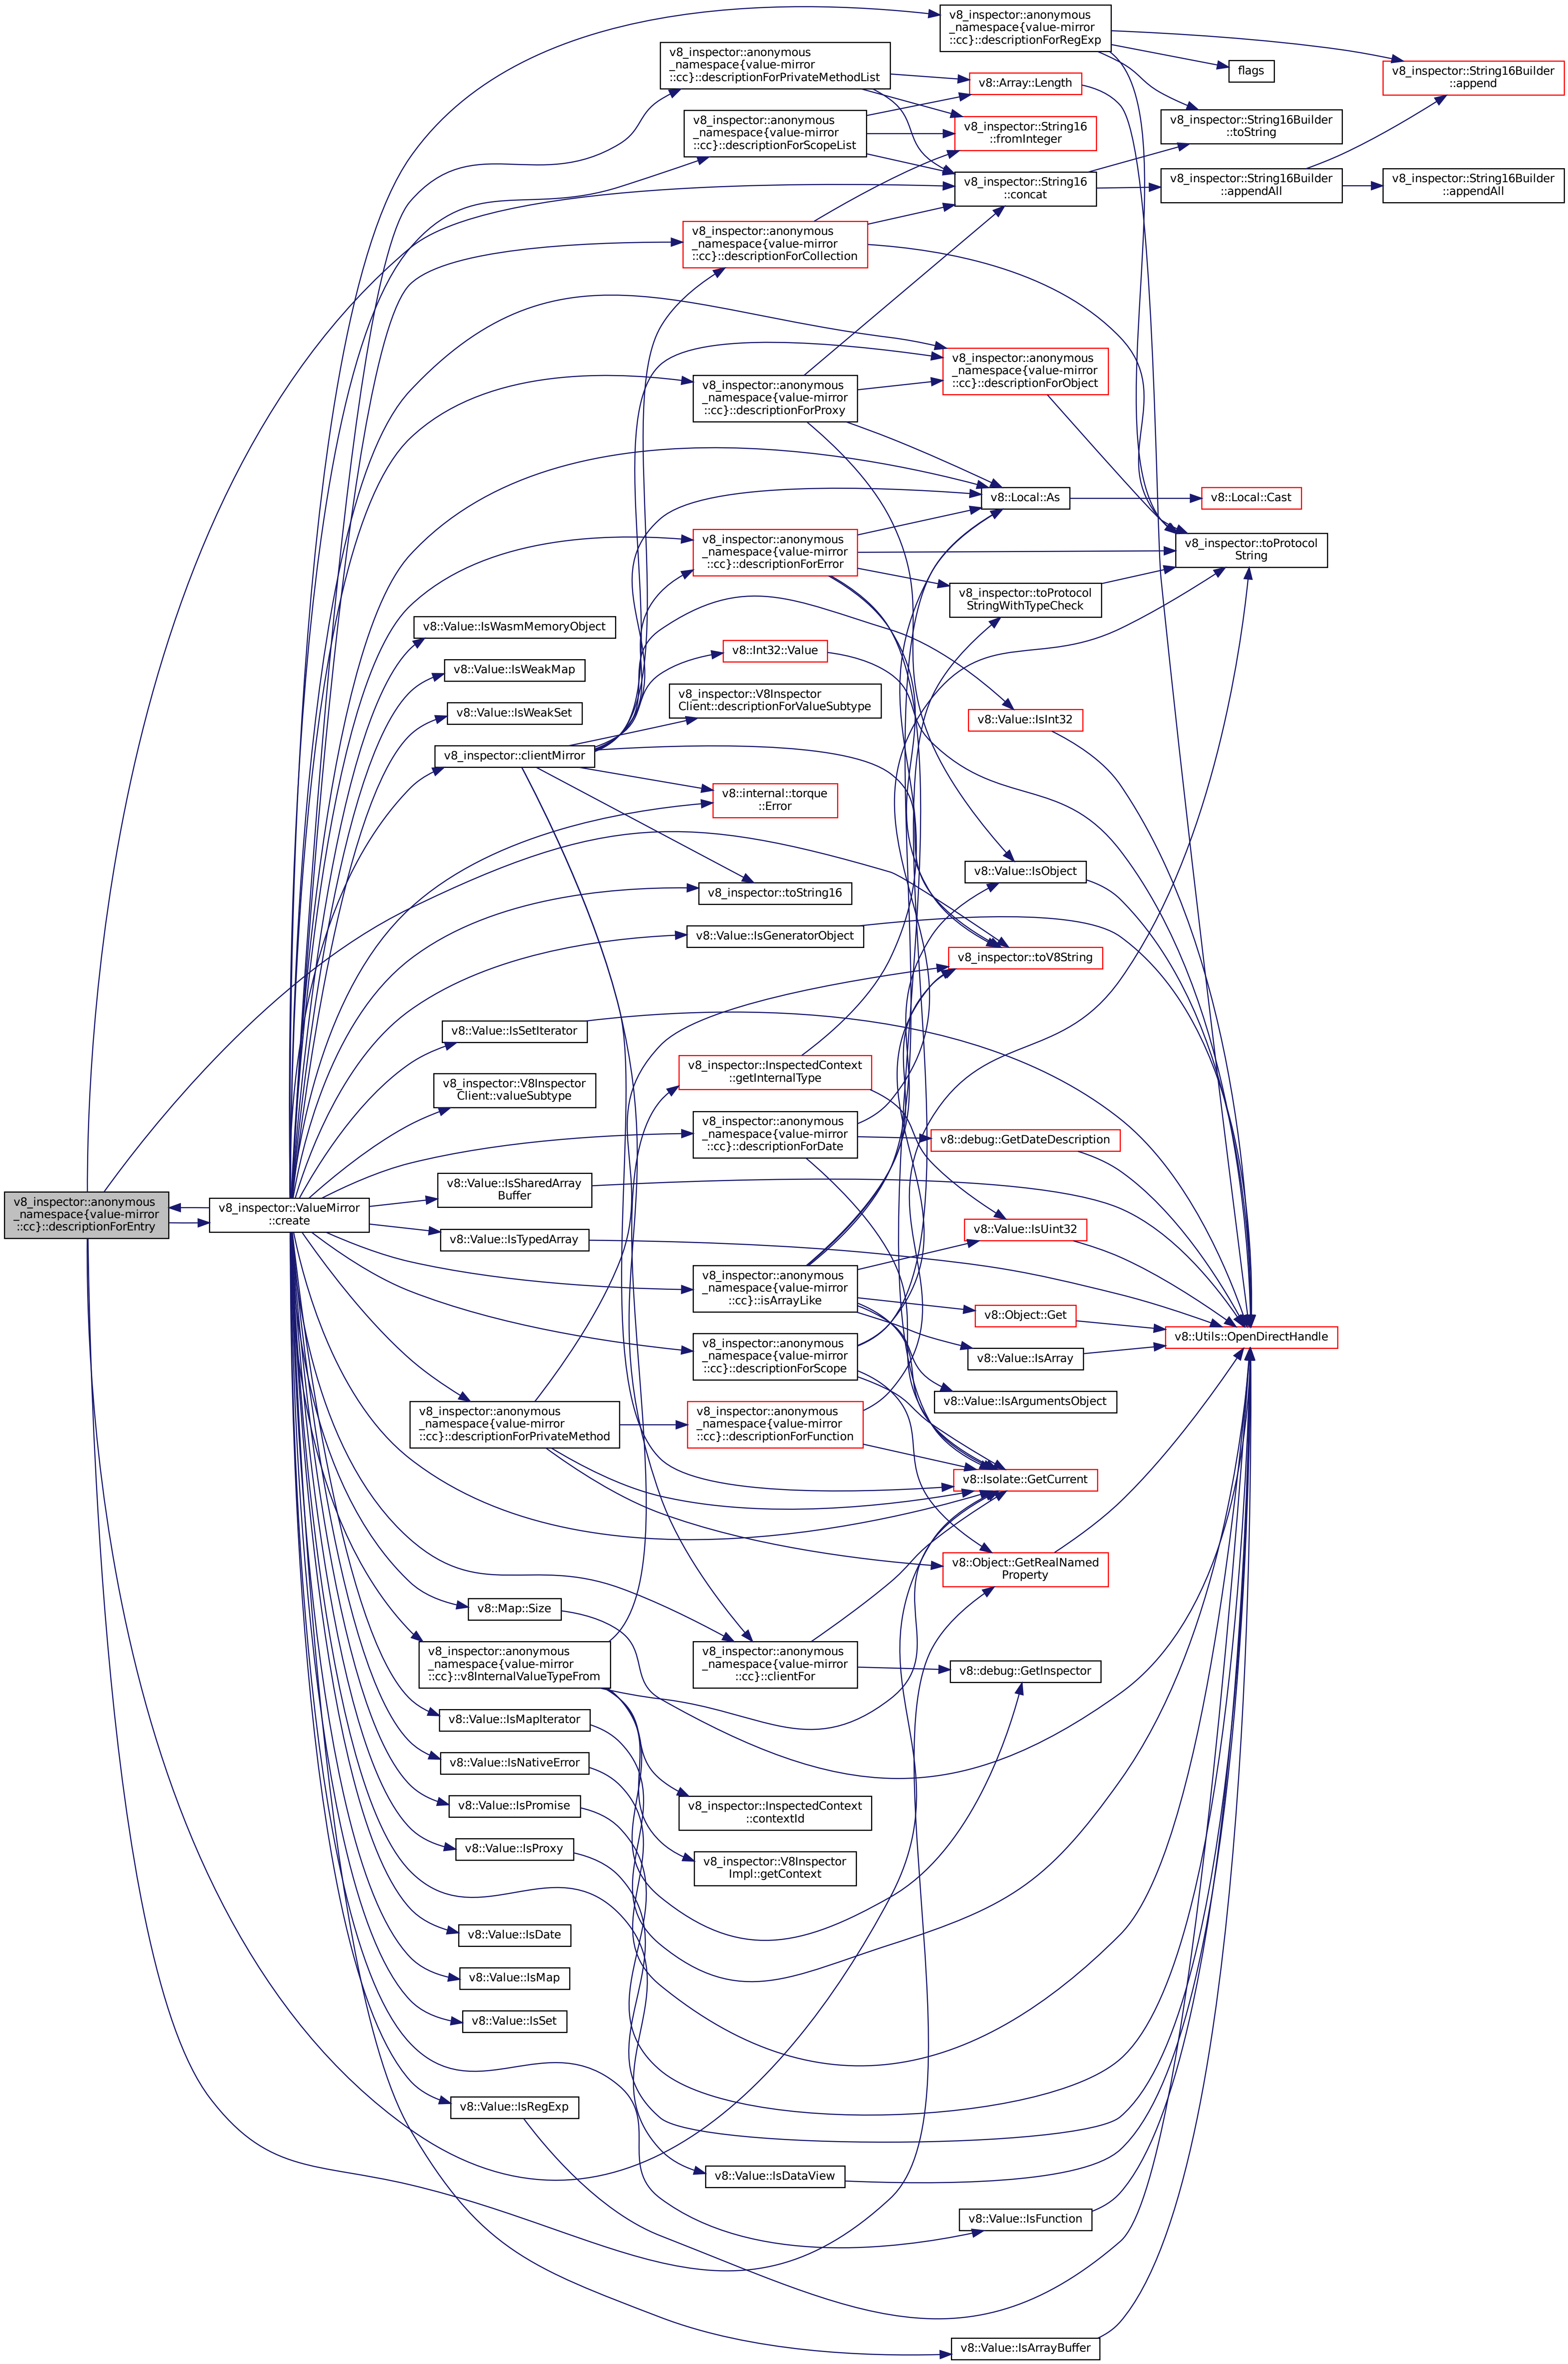 v8_inspector::anonymous
_namespace{value-mirror
::cc}::descriptionForRegExp
v8_inspector::anonymous
_namespace{value-mirror
::cc}::descriptionForPrivateMethodList
flags
v8_inspector::String16Builder
::append
v8::Array::Length
v8_inspector::anonymous
_namespace{value-mirror
::cc}::descriptionForScopeList
v8_inspector::String16
::fromInteger
v8_inspector::String16Builder
::toString
v8_inspector::String16
::concat
v8_inspector::String16Builder
::appendAll
v8_inspector::String16Builder
::appendAll
v8_inspector::anonymous
_namespace{value-mirror
::cc}::descriptionForCollection
v8_inspector::anonymous
_namespace{value-mirror
::cc}::descriptionForObject
v8_inspector::anonymous
_namespace{value-mirror
::cc}::descriptionForProxy
v8::Local::As
v8::Local::Cast
v8_inspector::anonymous
_namespace{value-mirror
::cc}::descriptionForError
v8_inspector::toProtocol
String
v8_inspector::toProtocol
StringWithTypeCheck
v8::Value::IsWasmMemoryObject
v8::Int32::Value
v8::Value::IsWeakMap
v8_inspector::V8Inspector
Client::descriptionForValueSubtype
v8::Value::IsWeakSet
v8::Value::IsInt32
v8_inspector::clientMirror
v8::internal::torque
::Error
v8::Value::IsObject
v8_inspector::toString16
v8::Value::IsGeneratorObject
v8_inspector::toV8String
v8::Value::IsSetIterator
v8_inspector::InspectedContext
::getInternalType
v8_inspector::V8Inspector
Client::valueSubtype
v8_inspector::anonymous
_namespace{value-mirror
::cc}::descriptionForDate
v8::debug::GetDateDescription
v8::Value::IsSharedArray
Buffer
v8_inspector::anonymous
_namespace{value-mirror
::cc}::descriptionForEntry
v8_inspector::ValueMirror
::create
v8::Value::IsUint32
v8::Value::IsTypedArray
v8_inspector::anonymous
_namespace{value-mirror
::cc}::isArrayLike
v8::Object::Get
v8::Utils::OpenDirectHandle
v8_inspector::anonymous
_namespace{value-mirror
::cc}::descriptionForScope
v8::Value::IsArray
v8::Value::IsArgumentsObject
v8_inspector::anonymous
_namespace{value-mirror
::cc}::descriptionForPrivateMethod
v8_inspector::anonymous
_namespace{value-mirror
::cc}::descriptionForFunction
v8::Isolate::GetCurrent
v8::Object::GetRealNamed
Property
v8::Map::Size
v8_inspector::anonymous
_namespace{value-mirror
::cc}::v8InternalValueTypeFrom
v8_inspector::anonymous
_namespace{value-mirror
::cc}::clientFor
v8::debug::GetInspector
v8::Value::IsMapIterator
v8::Value::IsNativeError
v8::Value::IsPromise
v8_inspector::InspectedContext
::contextId
v8::Value::IsProxy
v8_inspector::V8Inspector
Impl::getContext
v8::Value::IsDate
v8::Value::IsMap
v8::Value::IsSet
v8::Value::IsRegExp
v8::Value::IsDataView
v8::Value::IsFunction
v8::Value::IsArrayBuffer